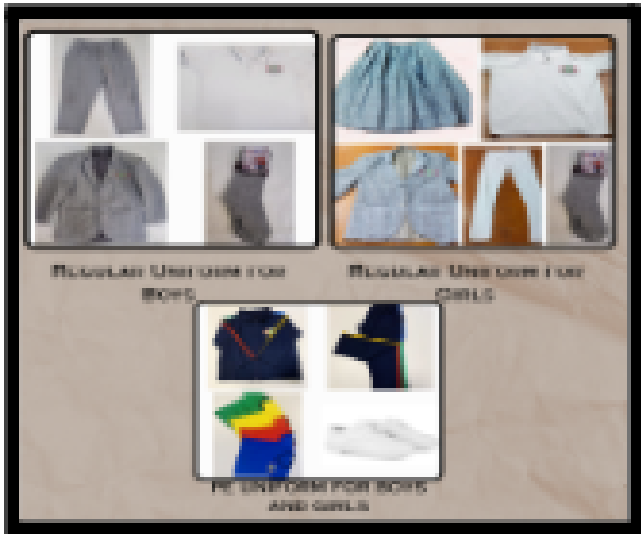 Regular Uniform for
Boys
Regular Uniform for
Girls
PE Uniform for Boys
and Girls